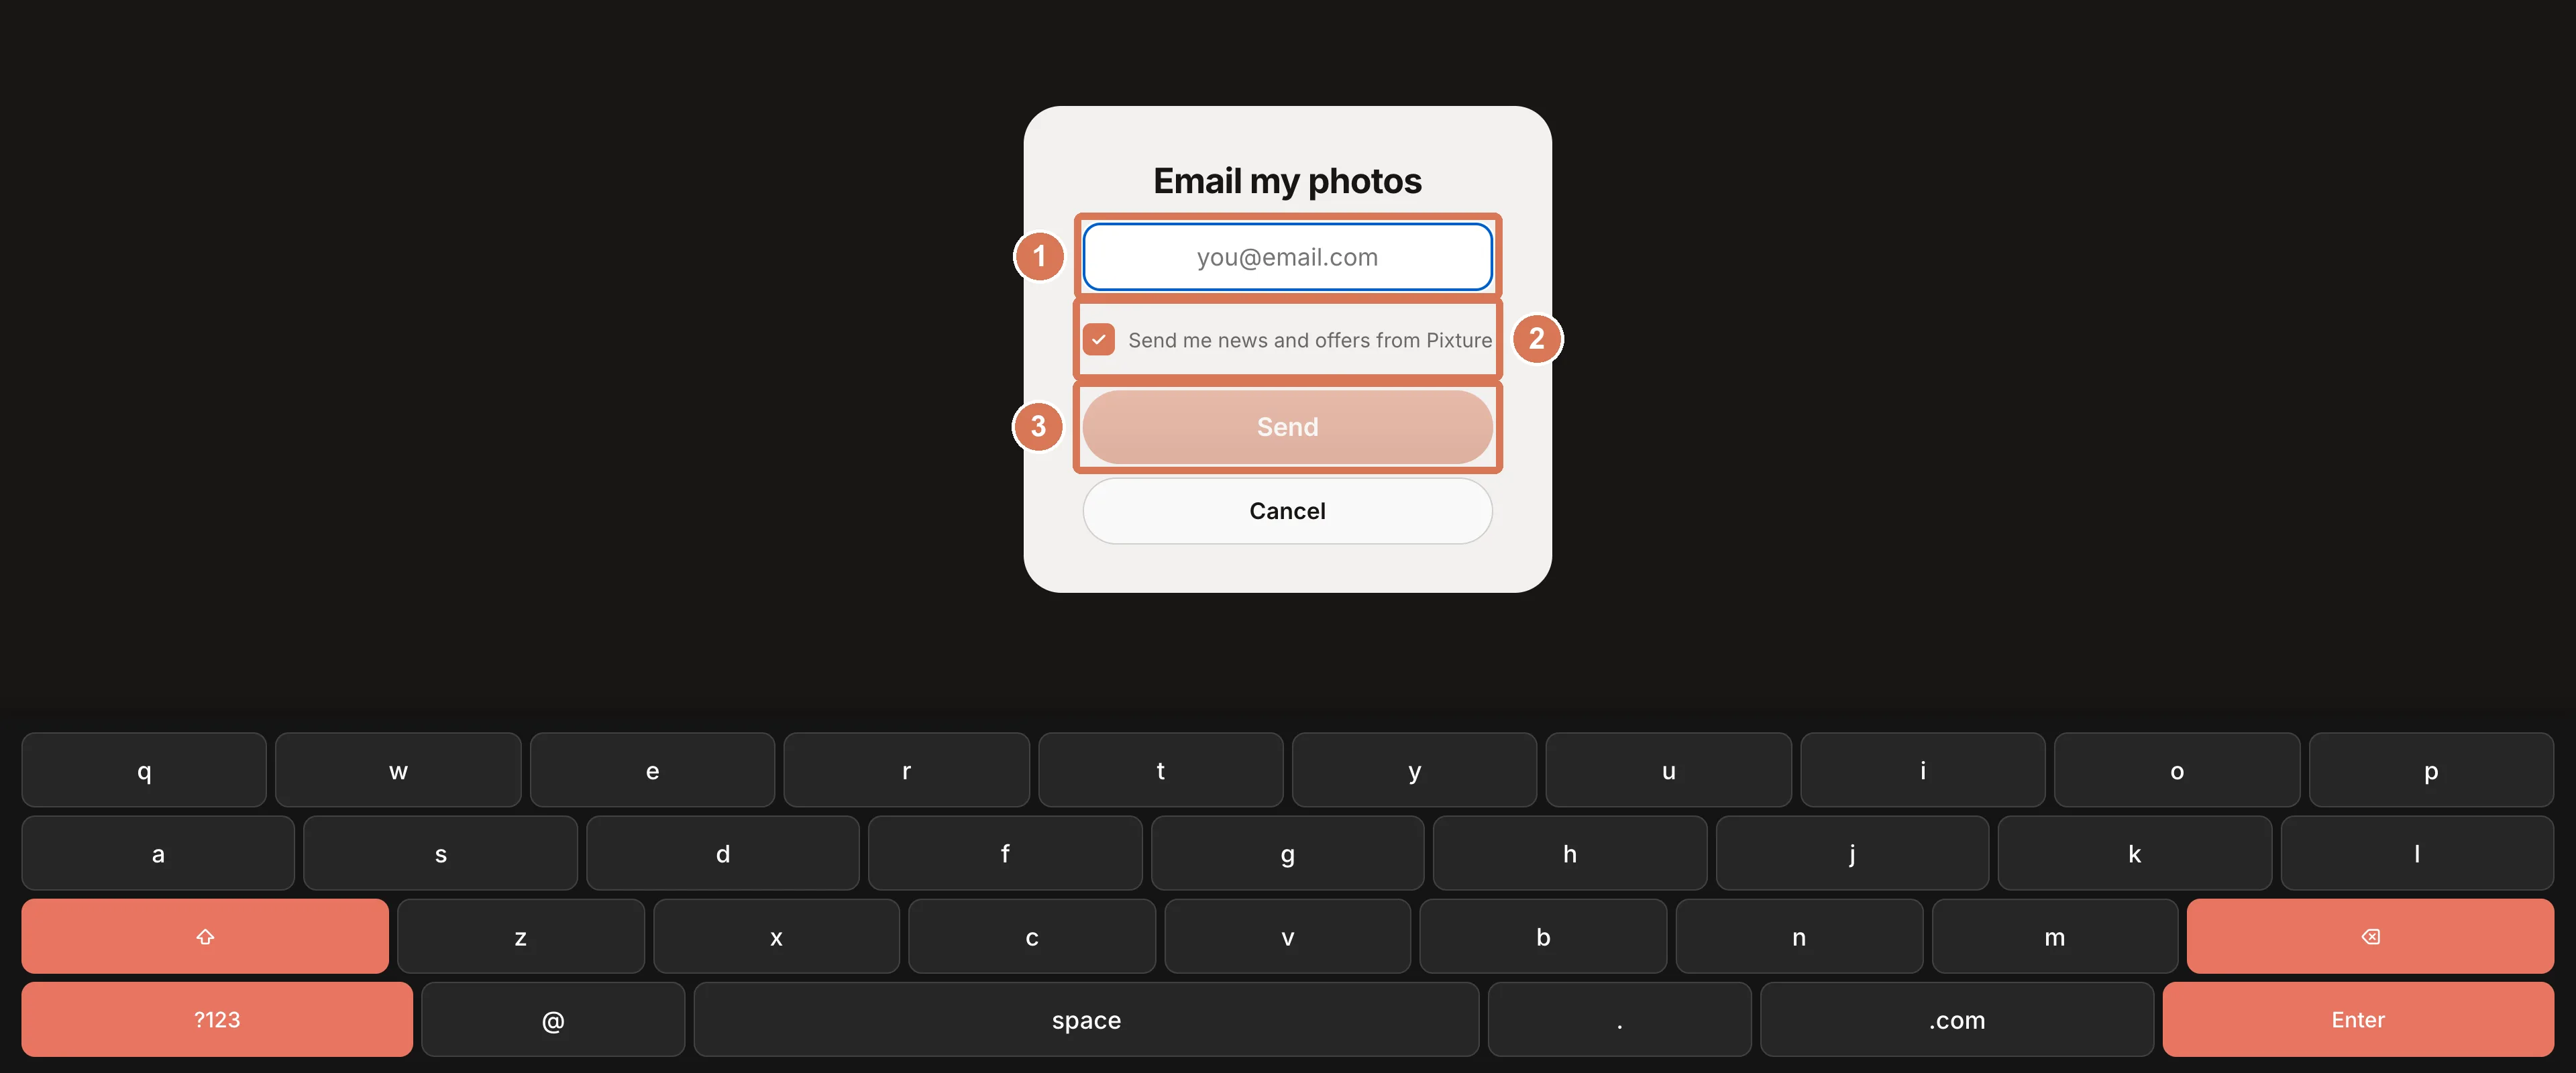 Email my photos
1
you@email.com
Send me news and offers from Pixture
2
3
Send
Cancel
q w e r t y u i o p
a s d f g h j k l
z x c v b n m
?123 @ space . .com Enter